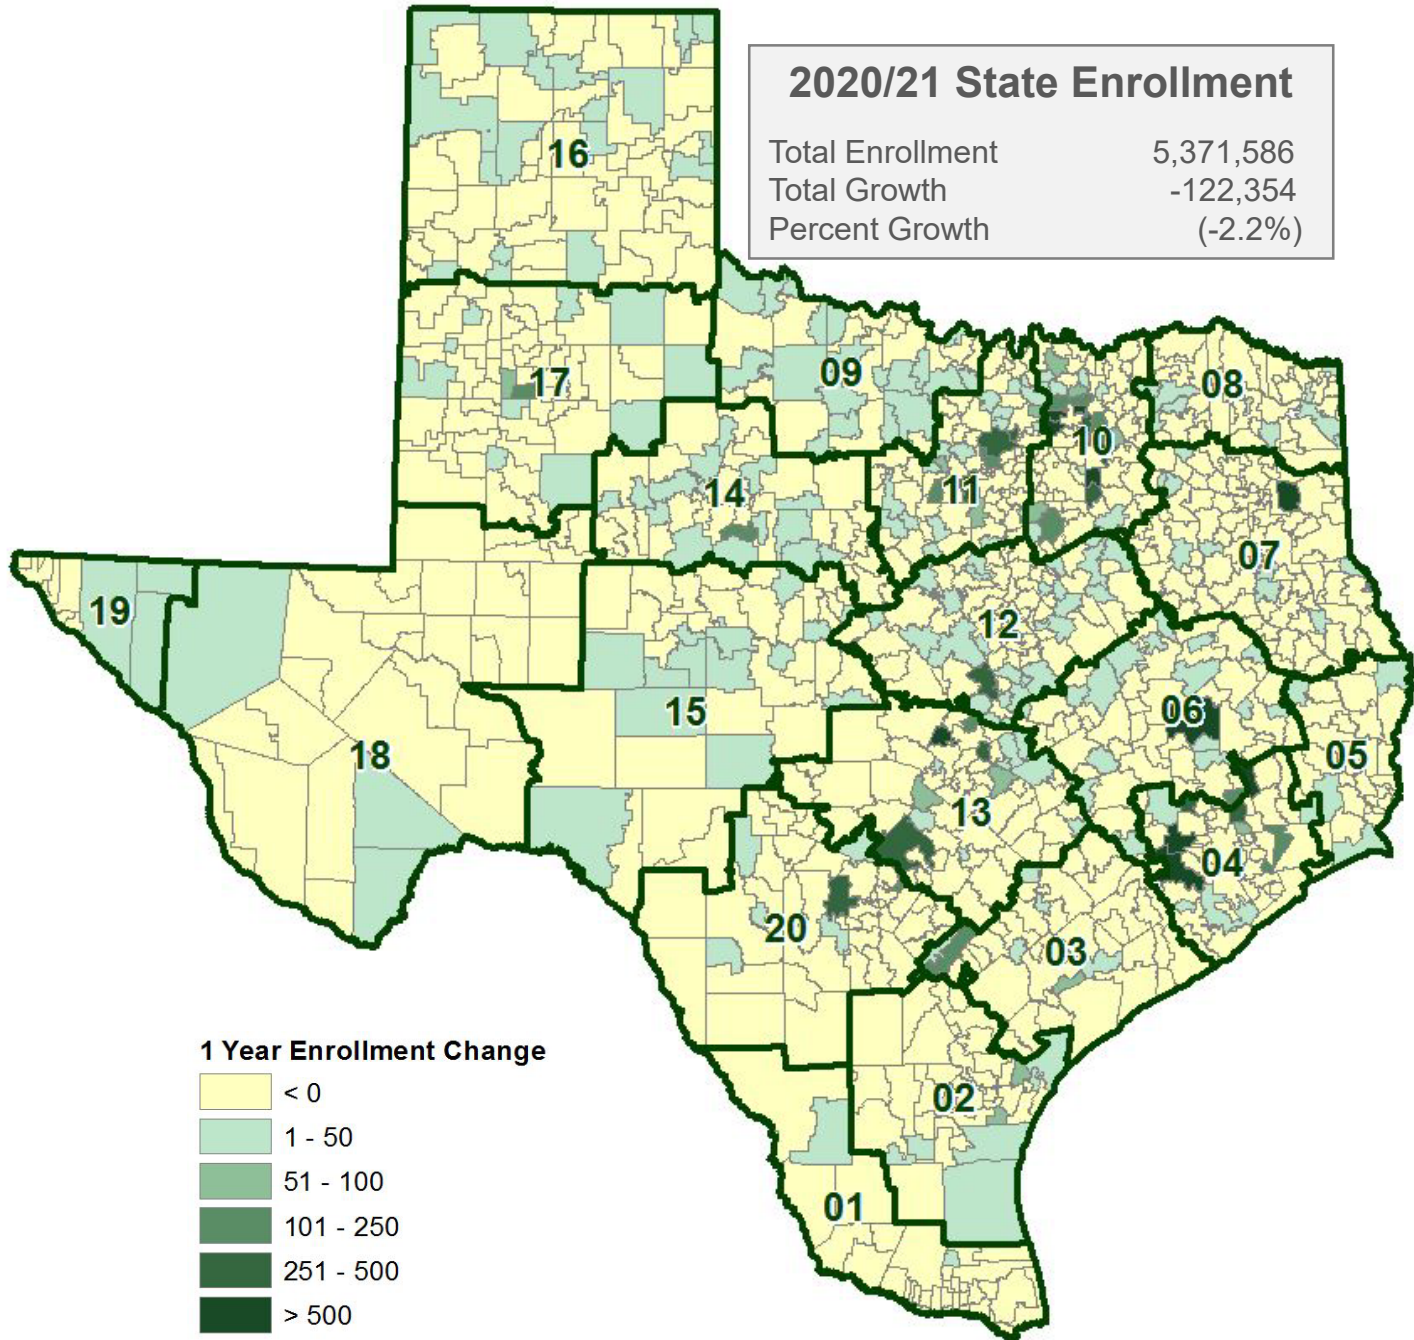 2020/21 State Enrollment
Total Enrollment 5,371,586
Total Growth -122,354
Percent Growth (-2.2%)
16
17
09
08
10
14
11
07
19
12
15
06
18
05
13
04
20
03
02
01
1 Year Enrollment Change
< 0
1 - 50
51 - 100
101 - 250
251 - 500
> 500